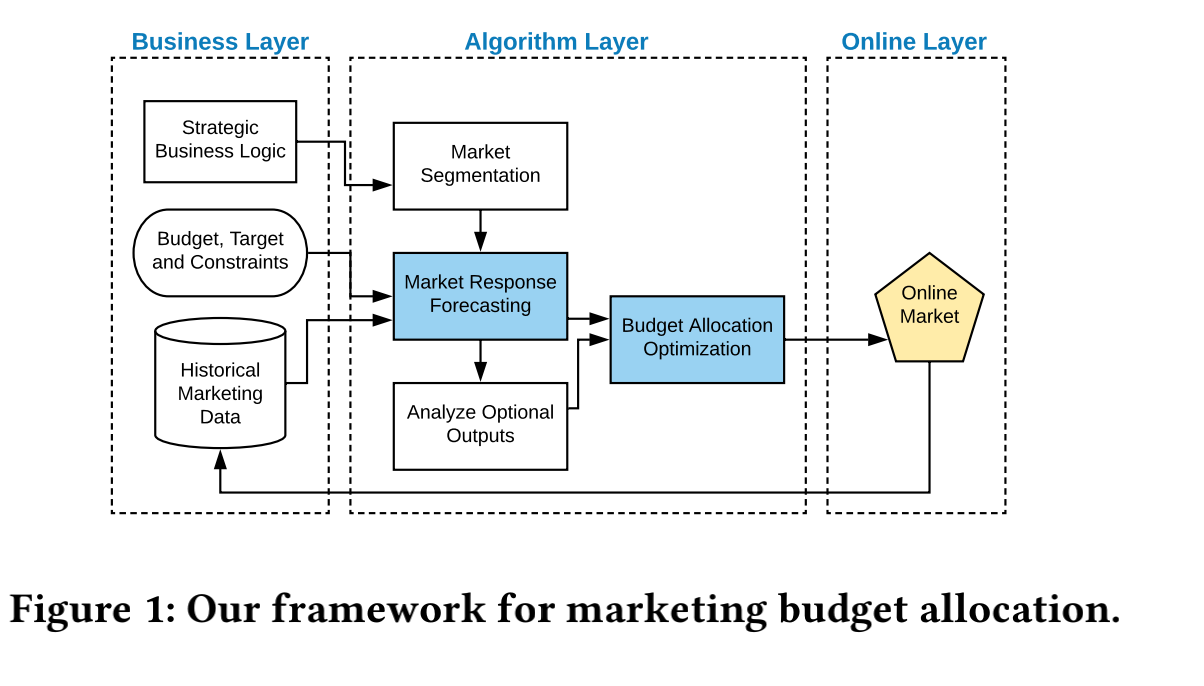 Business Layer
Algorithm Layer
Online Layer
Strategic
Business Logic
Market
Segmentation
Budget, Target
and Constraints
Market Response
Forecasting
Budget Allocation
Optimization
Online
Market
Historical
Marketing
Data
Analyze Optional
Outputs
Figure 1: Our framework for marketing budget allocation.